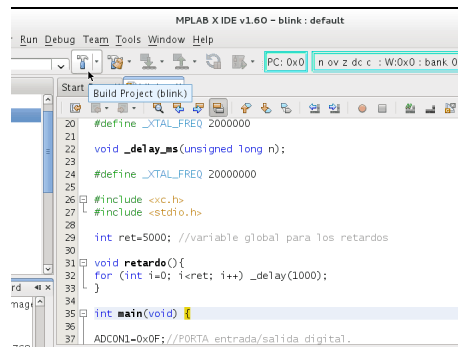 MPLAB X IDE v1.60 - blink : default
Run Debug Team Tools Window Help
PC: 0x0 n ov z dc c : W:0x0 : bank 0
Start
Build Project (blink)
20 #define _XTAL_FREQ 2000000
21
22 void _delay_ms(unsigned long n);
23
24 #define _XTAL_FREQ 20000000
25
26 #include <xc.h>
27 #include <stdio.h>
28
29 int ret=5000; //variable global para los retardos
30
31 void retardo(){
32 for (int i=0; i<ret; i++) _delay(1000);
33 }
34
35 int main(void) {
36
37 ADCON1=0x0F;//PORTA entrada/salida digital.